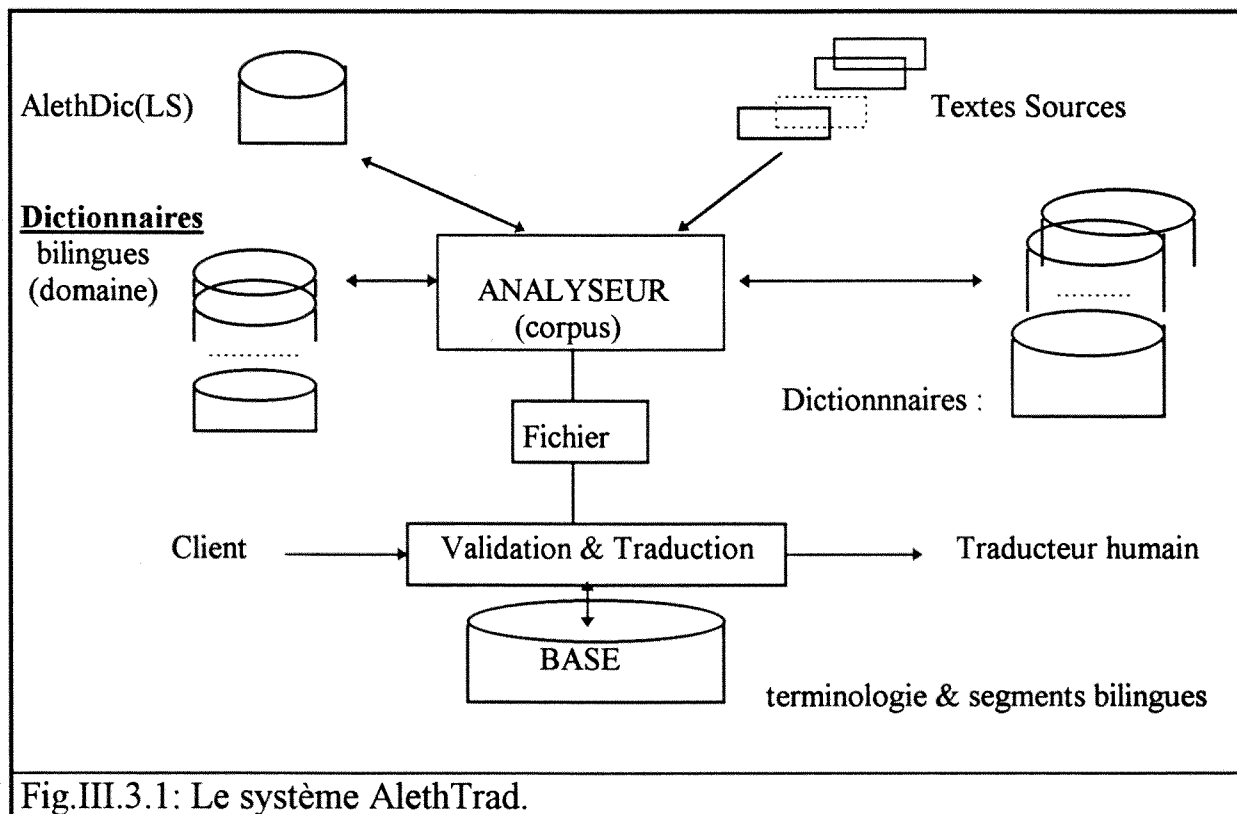 AlethDic(LS)
Textes Sources
Dictionnaires
bilingues
(domaine)
ANALYSEUR
(corpus)
Dictionnnaires :
Fichier
Client
Validation & Traduction
Traducteur humain
BASE
terminologie & segments bilingues
Fig.III.3.1: Le système AlethTrad.